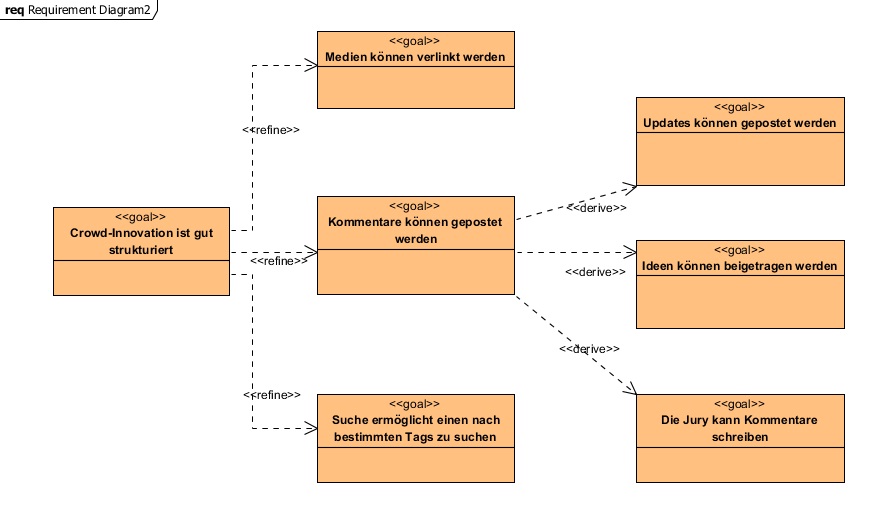 req Requirement Diagram2
<<goal>>
Medien können verlinkt werden
<<refine>>
<<goal>>
Updates können gepostet werden
<<goal>>
Crowd-Innovation ist gut
strukturiert
<<refine>>
<<goal>>
Kommentare können gepostet
werden
<<derive>>
<<derive>>
<<goal>>
Ideen können beigetragen werden
<<derive>>
<<refine>>
<<goal>>
Suche ermöglicht einen nach
bestimmten Tags zu suchen
<<goal>>
Die Jury kann Kommentare
schreiben